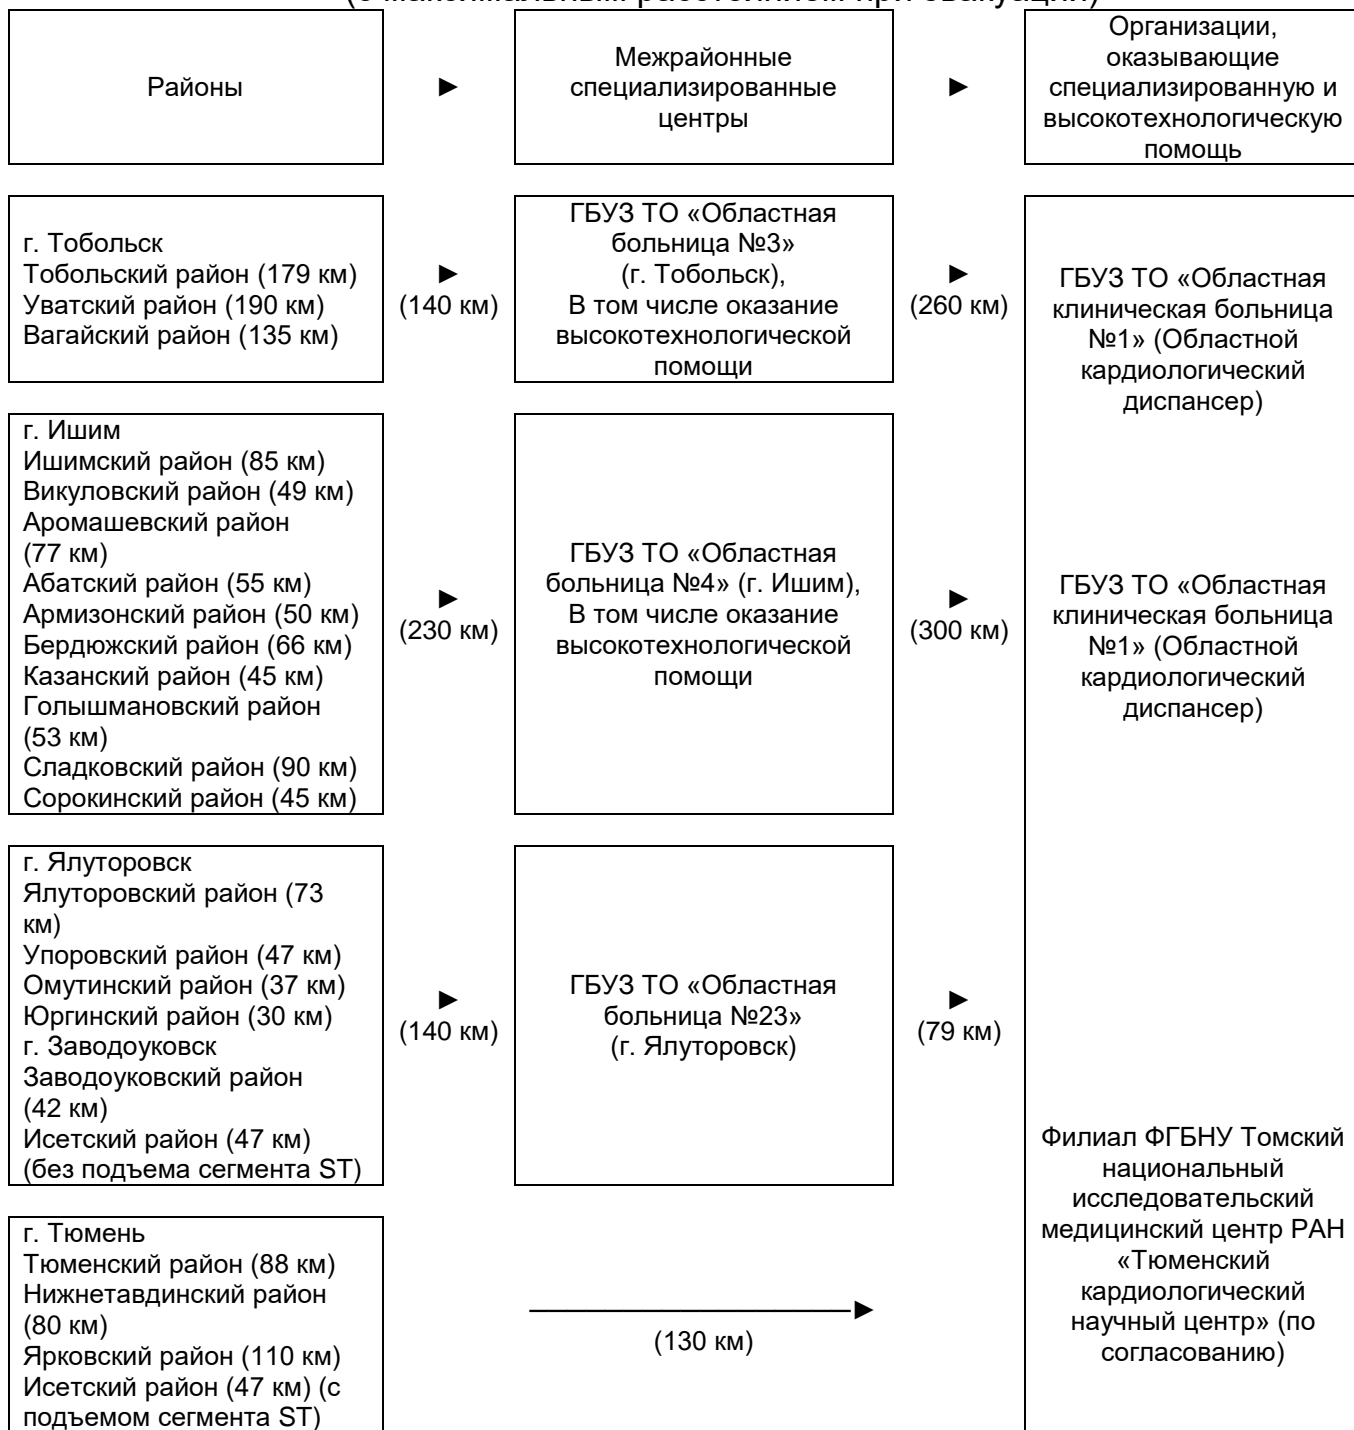 (с максимальным расстоянием при эвакуации)
Районы
►
Межрайонные
специализированные
центры
►
Организации,
оказывающие
специализированную и
высокотехнологическую
помощь
г. Тобольск
Тобольский район (179 км)
Уватский район (190 км)
Вагайский район (135 км)
►
(140 км)
ГБУЗ ТО «Областная
больница №3»
(г. Тобольск),
В том числе оказание
высокотехнологической
помощи
►
(260 км)
ГБУЗ ТО «Областная
клиническая больница
№1» (Областной
кардиологический
диспансер)
г. Ишим
Ишимский район (85 км)
Викуловский район (49 км)
Аромашевский район
(77 км)
Абатский район (55 км)
Армизонский район (50 км)
Бердюжский район (66 км)
Казанский район (45 км)
Голышмановский район
(53 км)
Сладковский район (90 км)
Сорокинский район (45 км)
►
(230 км)
ГБУЗ ТО «Областная
больница №4» (г. Ишим),
В том числе оказание
высокотехнологической
помощи
►
(300 км)
ГБУЗ ТО «Областная
клиническая больница
№1» (Областной
кардиологический
диспансер)
г. Ялуторовск
Ялуторовский район (73
км)
Упоровский район (47 км)
Омутинский район (37 км)
Юргинский район (30 км)
г. Заводоуковск
Заводоуковский район
(42 км)
Исетский район (47 км)
(без подъема сегмента ST)
►
(140 км)
ГБУЗ ТО «Областная
больница №23»
(г. Ялуторовск)
►
(79 км)
Филиал ФГБНУ Томский
национальный
исследовательский
медицинский центр РАН
«Тюменский
кардиологический
научный центр» (по
согласованию)
г. Тюмень
Тюменский район (88 км)
Нижнетавдинский район
(80 км)
Ярковский район (110 км)
Исетский район (47 км) (с
подъемом сегмента ST)
►
(130 км)